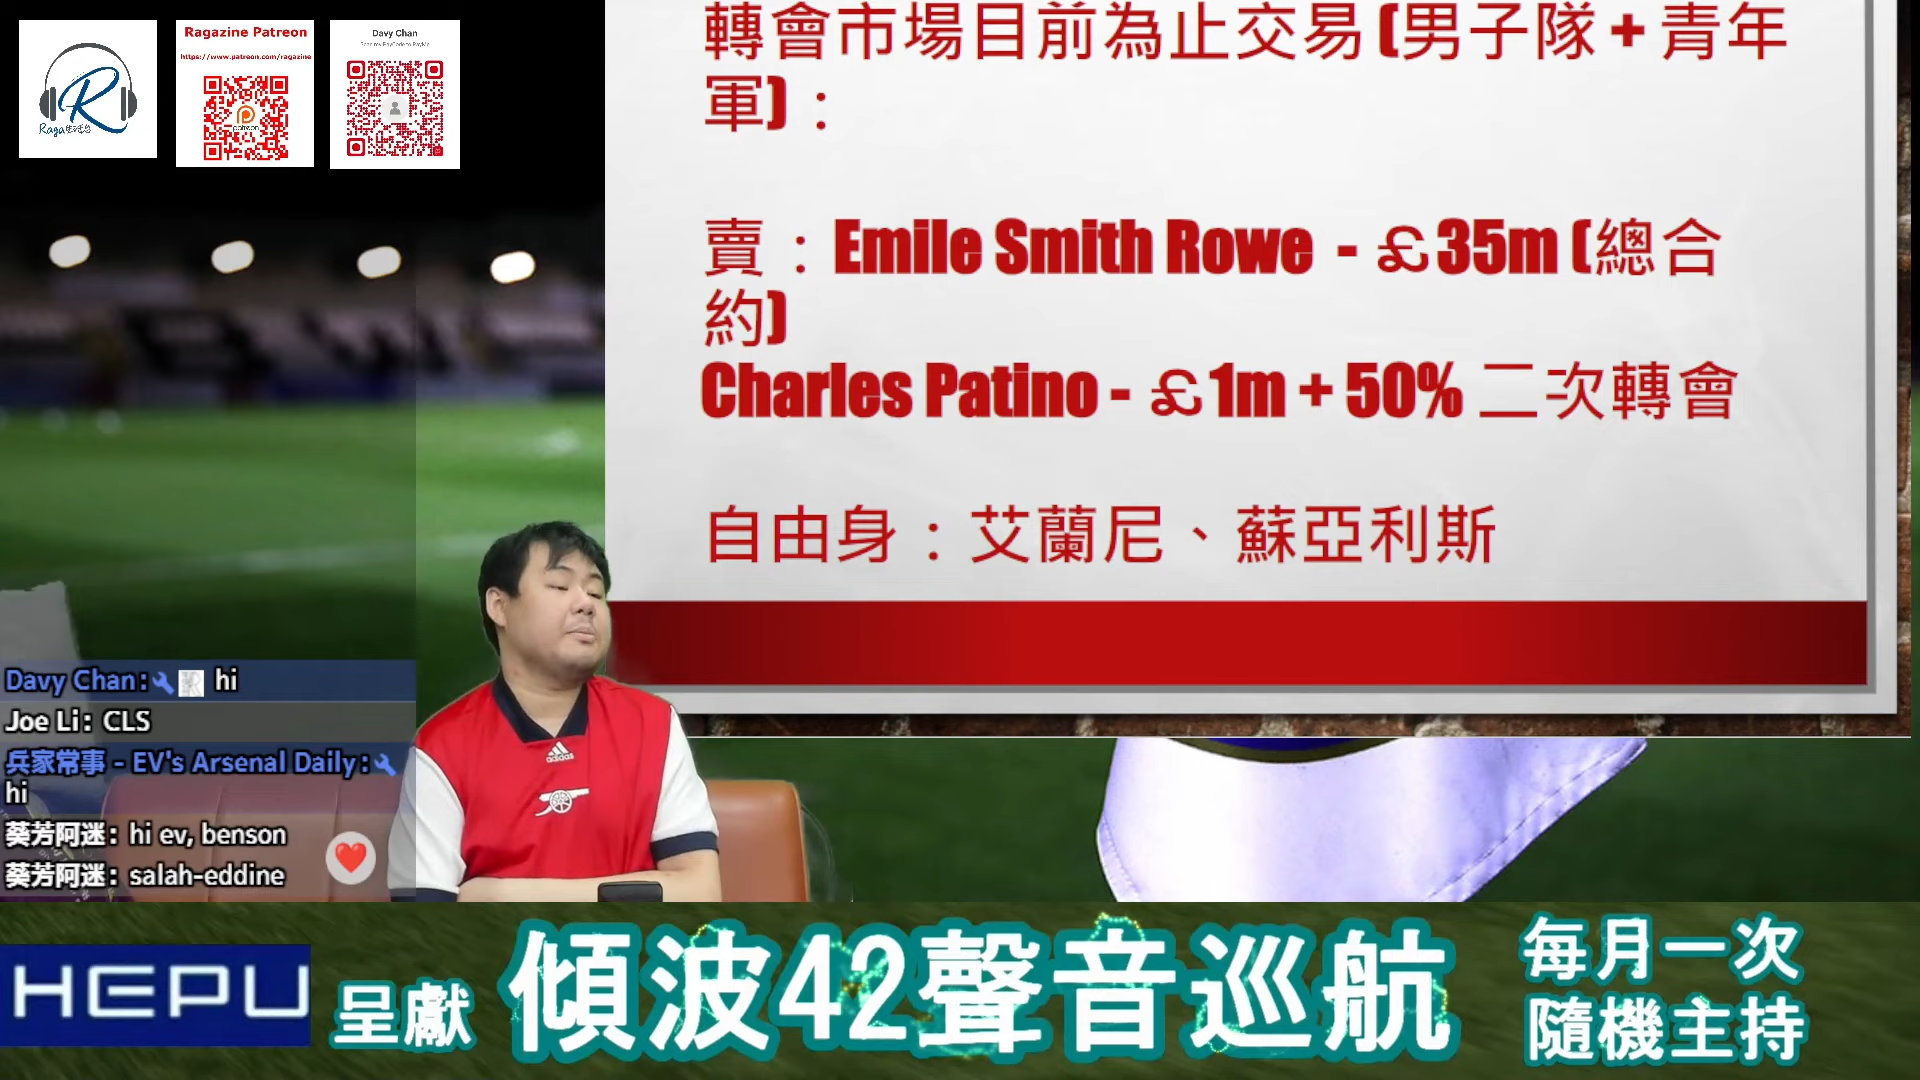 R
Raga
Ragazine Patreon
https://www.patreon.com/ragazine
patreon
Davy Chan
轉會市場目前為止交易 (男子隊 + 青年
軍)：
賣：Emile Smith Rowe - £35m (總合
約)
Charles Patino - £1m + 50% 二次轉會
自由身：艾蘭尼、蘇亞利斯
Davy Chan: hi
Joe Li: CLS
兵家常事 - EV's Arsenal Daily:
hi
葵芳阿迷: hi ev, benson
葵芳阿迷: salah-eddine
adidas
HEPU
呈獻
傾波42聲音巡航
每月一次
隨機主持